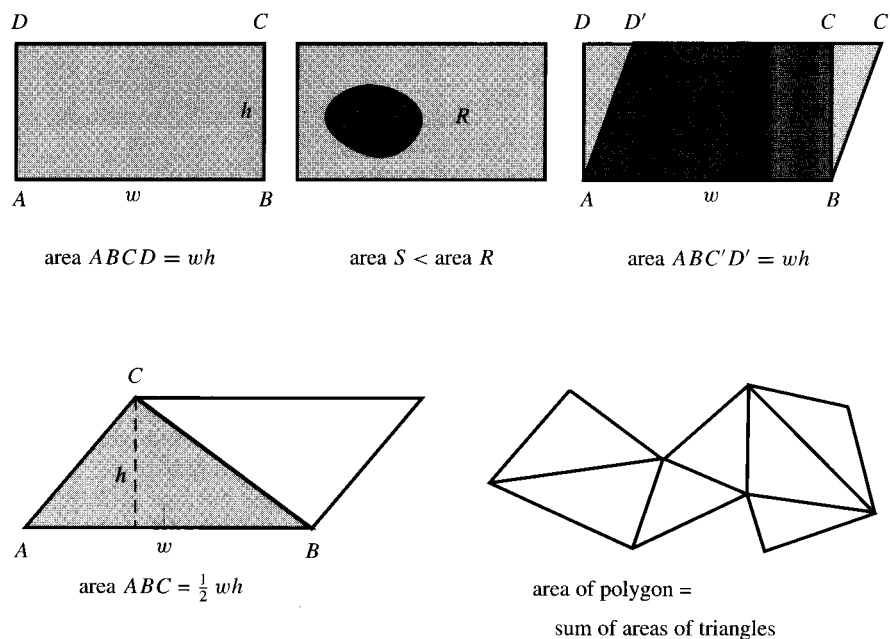 D C
h
A w B
area ABCD = wh
R
area S < area R
D D′ C C
A w B
area ABC′D′ = wh
C
h
A w B
area ABC = ½ wh
area of polygon =
sum of areas of triangles